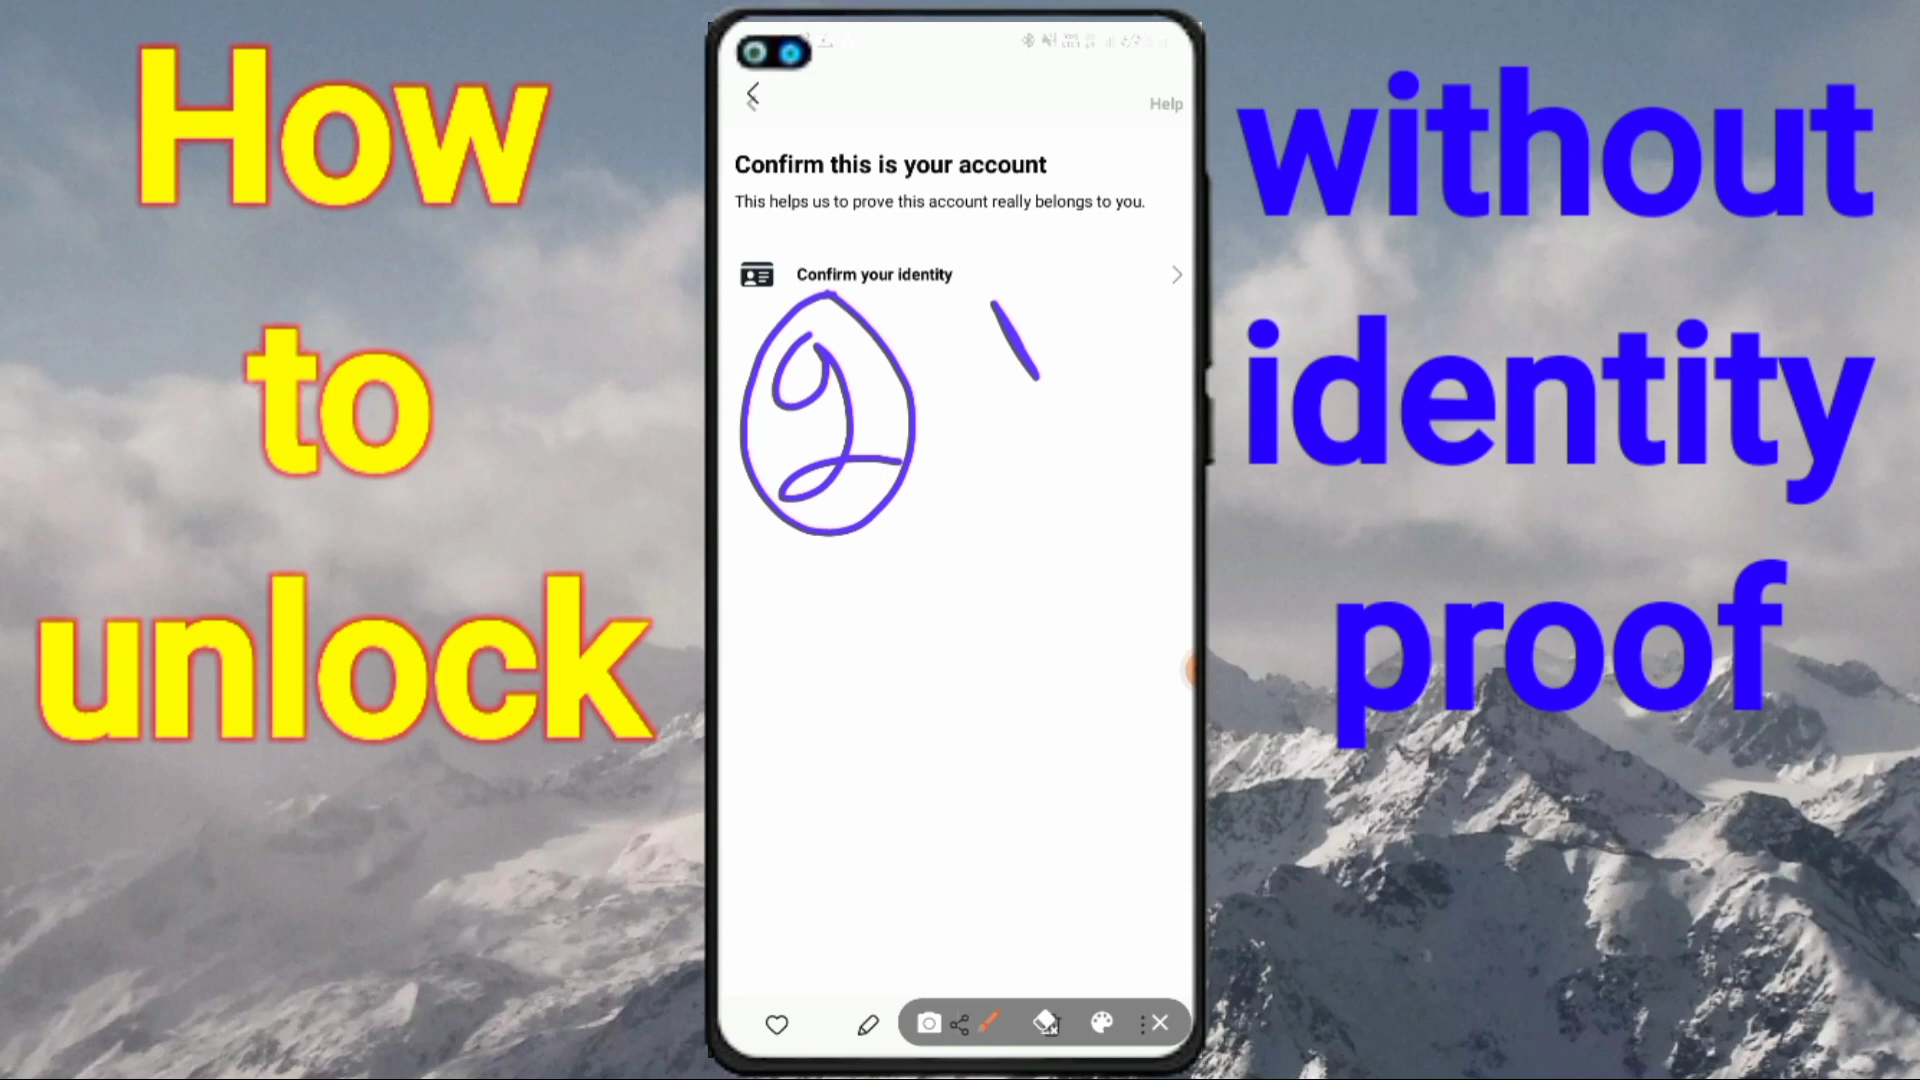 How
to
unlock
Help
Confirm this is your account
This helps us to prove this account really belongs to you.
Confirm your identity
2
without
identity
proof